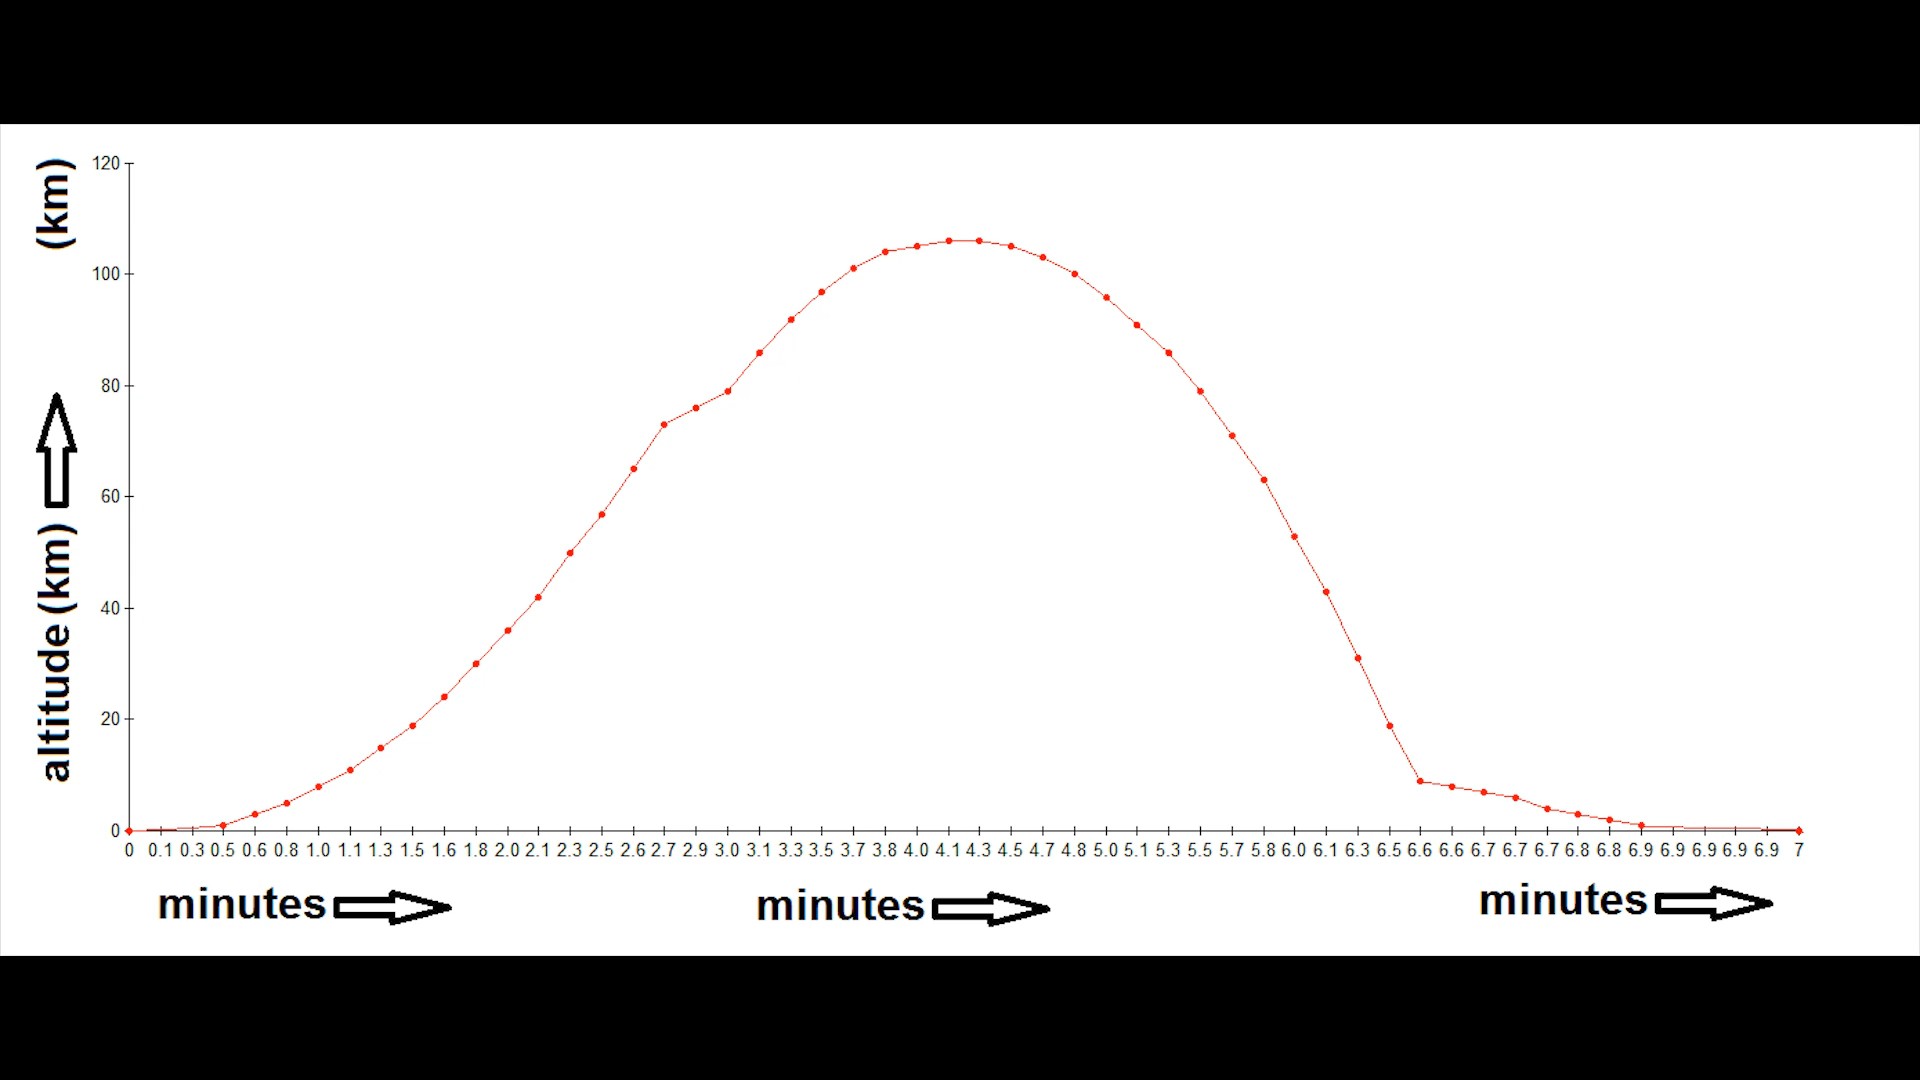 (km)
altitude (km)
120
100
80
60
40
20
0
0 0.1 0.3 0.5 0.6 0.8 1.0 1.1 1.3 1.5 1.6 1.8 2.0 2.1 2.3 2.5 2.6 2.7 2.9 3.0 3.1 3.3 3.5 3.7 3.8 4.0 4.1 4.3 4.5 4.7 4.8 5.0 5.1 5.3 5.5 5.7 5.8 6.0 6.1 6.3 6.5 6.6 6.6 6.7 6.7 6.7 6.8 6.8 6.9 6.9 6.9 6.9 6.9 7
minutes minutes minutes